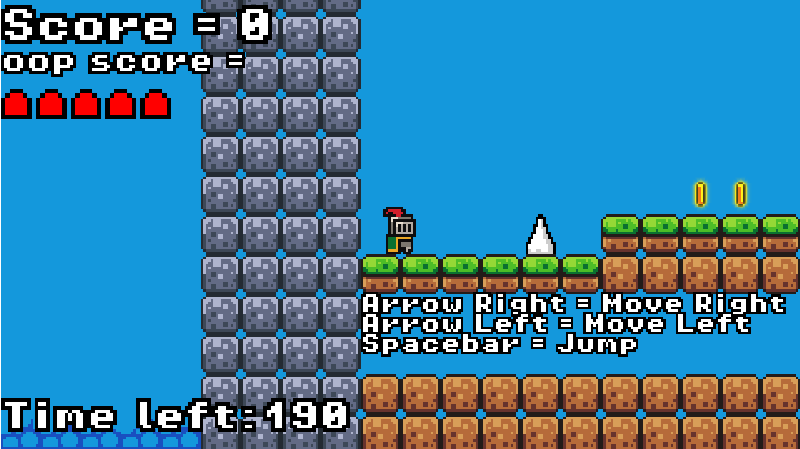 Score = 0
oop score =
Arrow Right = Move Right
Arrow Left = Move Left
Spacebar = Jump
Time left:190